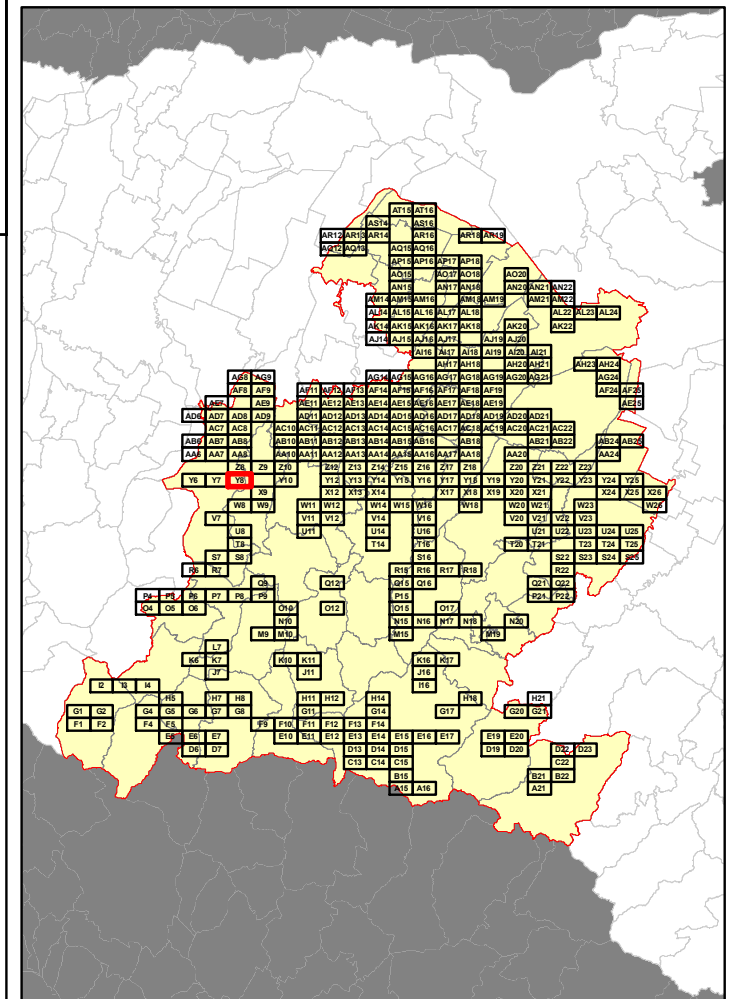 AT15 AT16
AS14 AS16
AR12 AR13 AR14 AR16 AR18 AR19
AQ12 AQ13 AQ15 AQ16
AP15 AP16 AP17 AP18
AO15 AO17 AO18 AO20
AN15 AN17 AN18 AN20 AN21 AN22
AM14 AM15 AM16 AM18 AM19 AM21 AM22
AL14 AL15 AL16 AL17 AL18 AL22 AL23 AL24
AK14 AK15 AK16 AK17 AK18 AK20 AK22
AJ14 AJ15 AJ16 AJ17 AJ19 AJ20
AI16 AI17 AI18 AI19 AI20 AI21
AH17 AH18 AH20 AH21 AH23 AH24
AG8 AG9 AG14 AG15 AG16 AG17 AG18 AG19 AG20 AG21 AG24
AF8 AF9 AF11 AF12 AF13 AF14 AF15 AF16 AF17 AF18 AF19 AF24 AF25
AE7 AE9 AE11 AE12 AE13 AE14 AE15 AE16 AE17 AE18 AE19 AE25
AD6 AD7 AD8 AD9 AD11 AD12 AD13 AD14 AD15 AD16 AD17 AD18 AD19 AD20 AD21
AC7 AC8 AC10 AC11 AC12 AC13 AC14 AC15 AC16 AC17 AC18 AC19 AC20 AC21 AC22
AB6 AB7 AB8 AB10 AB11 AB12 AB13 AB14 AB15 AB16 AB18 AB21 AB22 AB24 AB25
AA6 AA7 AA8 AA10 AA11 AA12 AA13 AA14 AA15 AA16 AA17 AA18 AA20 AA24
Z8 Z9 Z10 Z12 Z13 Z14 Z15 Z16 Z17 Z18 Z20 Z21 Z22 Z23
Y6 Y7 Y8 Y10 Y12 Y13 Y14 Y15 Y16 Y17 Y18 Y19 Y20 Y21 Y22 Y23 Y24 Y25
X9 X12 X13 X14 X17 X18 X19 X20 X21 X24 X25 X26
W8 W9 W11 W12 W14 W15 W16 W18 W20 W21 W23 W26
V7 V11 V12 V14 V16 V20 V21 V22 V23
U8 U11 U14 U16 U21 U22 U23 U24 U25
T8 T14 T16 T20 T21 T23 T24 T25
S7 S8 S16 S22 S23 S24 S25
R6 R7 R15 R16 R17 R18 R22
Q9 Q12 Q15 Q16 Q21 Q22
P4 P5 P6 P7 P8 P9 P15 P21 P22
O4 O5 O6 O10 O12 O15 O17
N10 N15 N16 N17 N18 N20
M9 M10 M15 M19
L7
K6 K7 K10 K11 K16 K17
J7 J11 J16
I2 I3 I4 I16
H5 H7 H8 H11 H12 H14 H18 H21
G1 G2 G4 G5 G6 G7 G8 G11 G14 G17 G20 G21
F1 F2 F4 F5 F9 F10 F11 F12 F13 F14
E5 E6 E7 E10 E11 E12 E13 E14 E15 E16 E17 E19 E20
D6 D7 D13 D14 D15 D19 D20 D22 D23
C13 C14 C15 C22
B15 B21 B22
A15 A16 A21